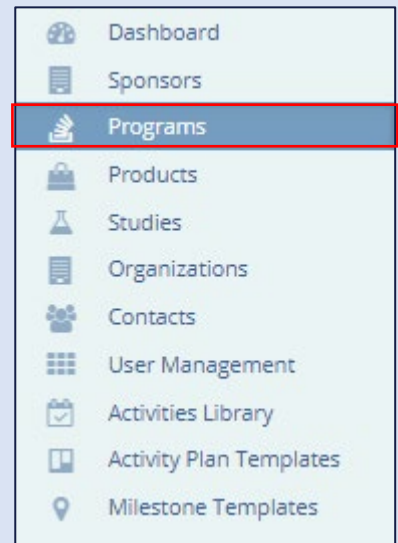 Dashboard
Sponsors
Programs
Products
Studies
Organizations
Contacts
User Management
Activities Library
Activity Plan Templates
Milestone Templates